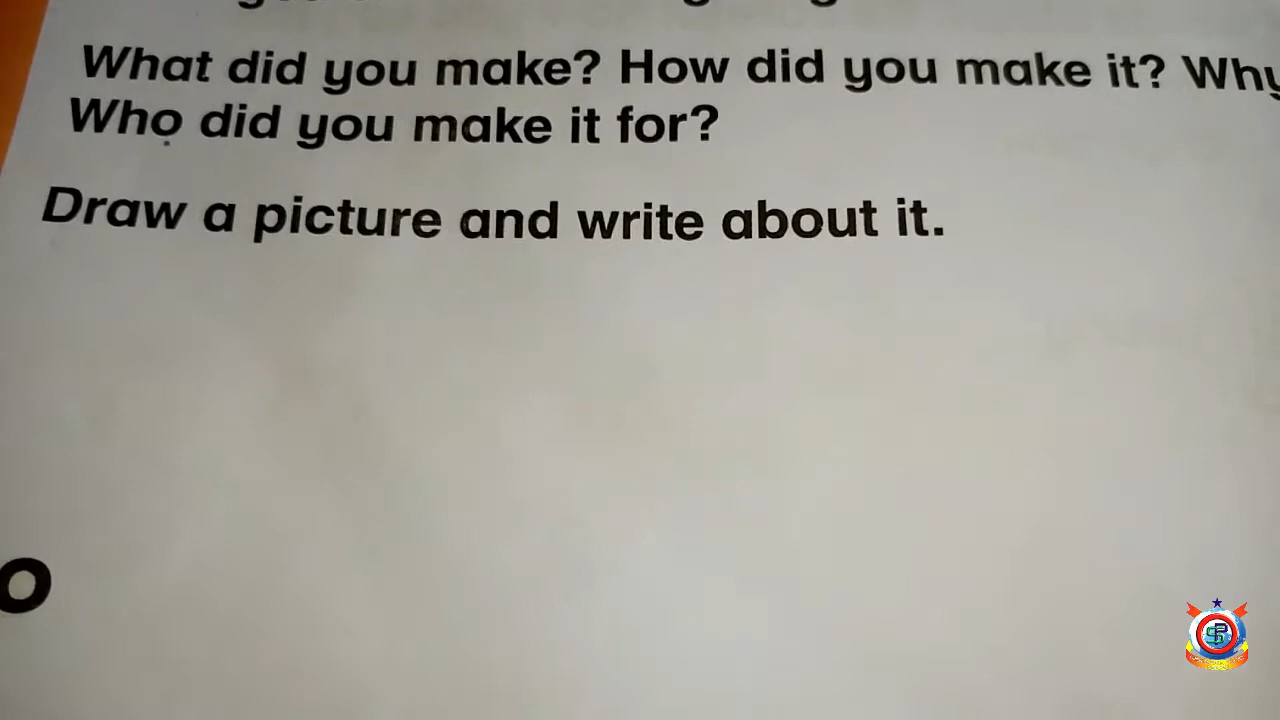 What did you make? How did you make it? Why
Who did you make it for?
Draw a picture and write about it.
o